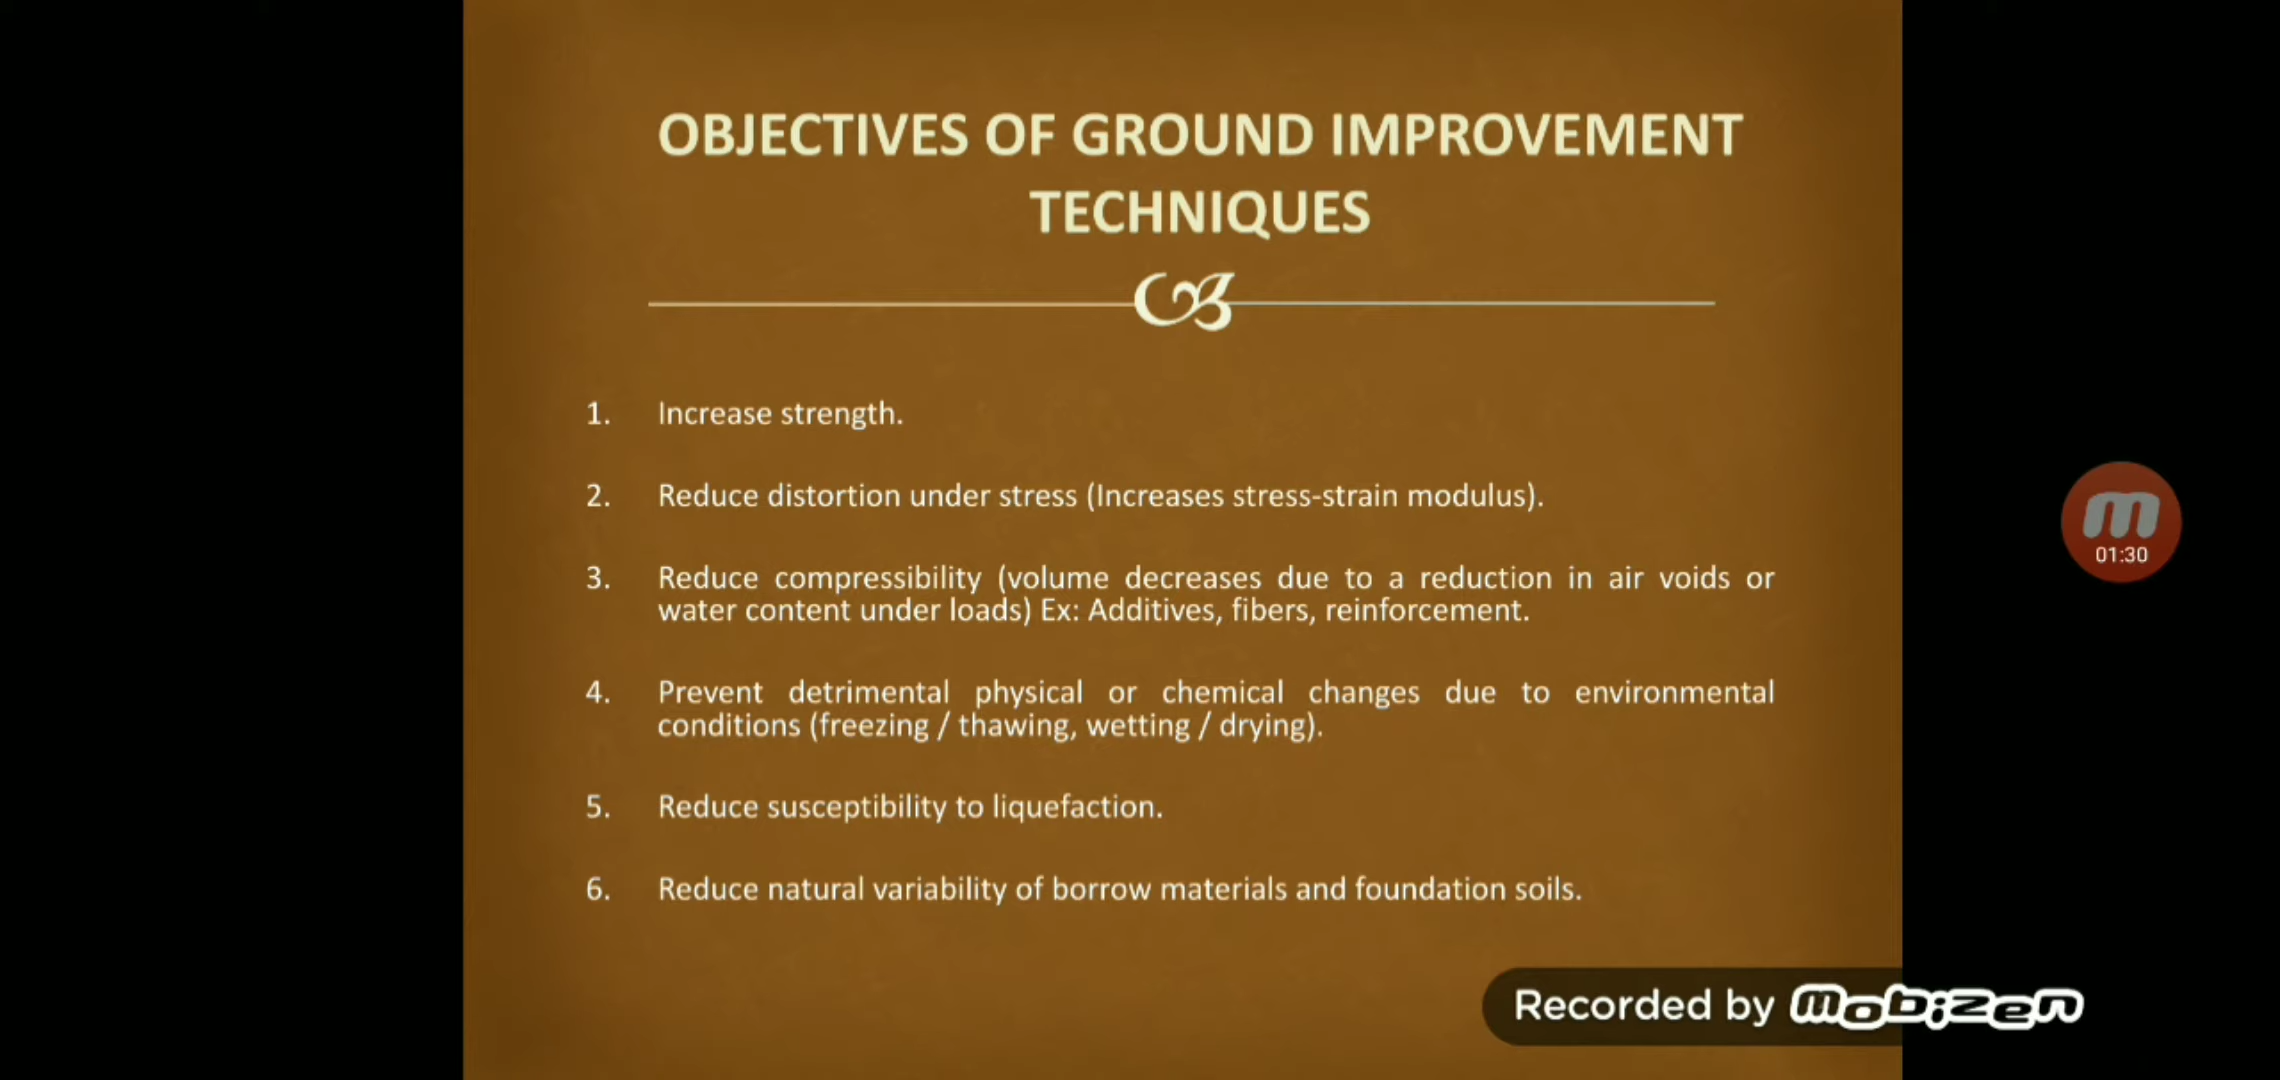 OBJECTIVES OF GROUND IMPROVEMENT
TECHNIQUES
1. Increase strength.
2. Reduce distortion under stress (Increases stress-strain modulus).
3. Reduce compressibility (volume decreases due to a reduction in air voids or
water content under loads) Ex: Additives, fibers, reinforcement.
4. Prevent detrimental physical or chemical changes due to environmental
conditions (freezing / thawing, wetting / drying).
5. Reduce susceptibility to liquefaction.
6. Reduce natural variability of borrow materials and foundation soils.
m
01:30
Recorded by mobizen